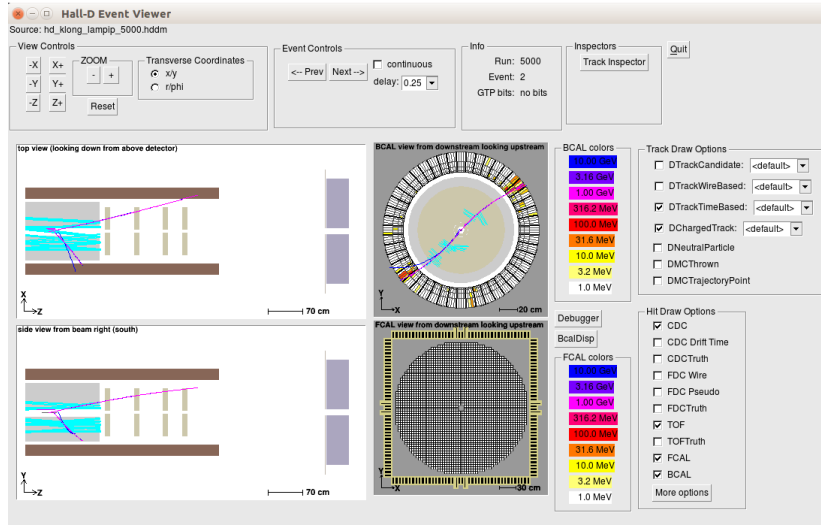 Hall-D Event Viewer
Source: hd_klong_lampip_5000.hddm
View Controls
-X X+
-Y Y+
-Z Z+
ZOOM
- +
Reset
Transverse Coordinates
x/y
r/phi
Event Controls
<-- Prev Next -->
continuous
delay: 0.25
Info
Run: 5000
Event: 2
GTP bits: no bits
Inspectors
Track Inspector
Quit
top view (looking down from above detector)
X
Z
70 cm
BCAL view from downstream looking upstream
Y
X
20 cm
BCAL colors
10.00 GeV
3.16 GeV
1.00 GeV
316.2 MeV
100.0 MeV
31.6 MeV
10.0 MeV
3.2 MeV
1.0 MeV
Track Draw Options
DTrackCandidate: <default>
DTrackWireBased: <default>
DTrackTimeBased: <default>
DChargedTrack: <default>
DNeutralParticle
DMCThrown
DMCTrajectoryPoint
side view from beam right (south)
Y
Z
70 cm
FCAL view from downstream looking upstream
Y
X
30 cm
Debugger
BcalDisp
FCAL colors
10.00 GeV
3.16 GeV
1.00 GeV
316.2 MeV
100.0 MeV
31.6 MeV
10.0 MeV
3.2 MeV
1.0 MeV
Hit Draw Options
CDC
CDC Drift Time
CDCTruth
FDC Wire
FDC Pseudo
FDCTruth
TOF
TOFTruth
FCAL
BCAL
More options